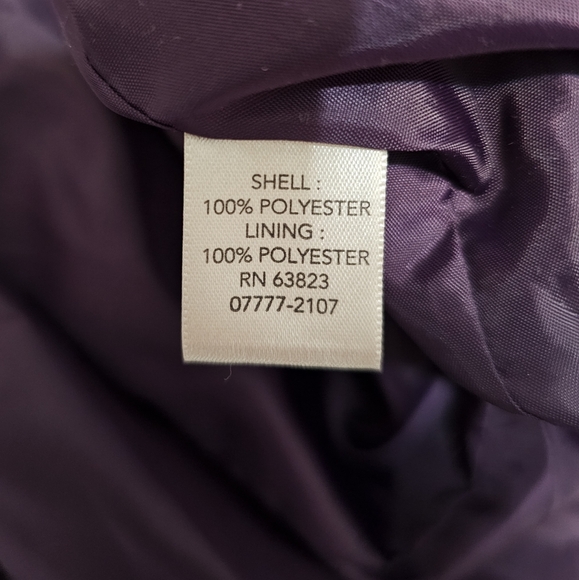 SHELL :
100% POLYESTER
LINING :
100% POLYESTER
RN 63823
07777-2107